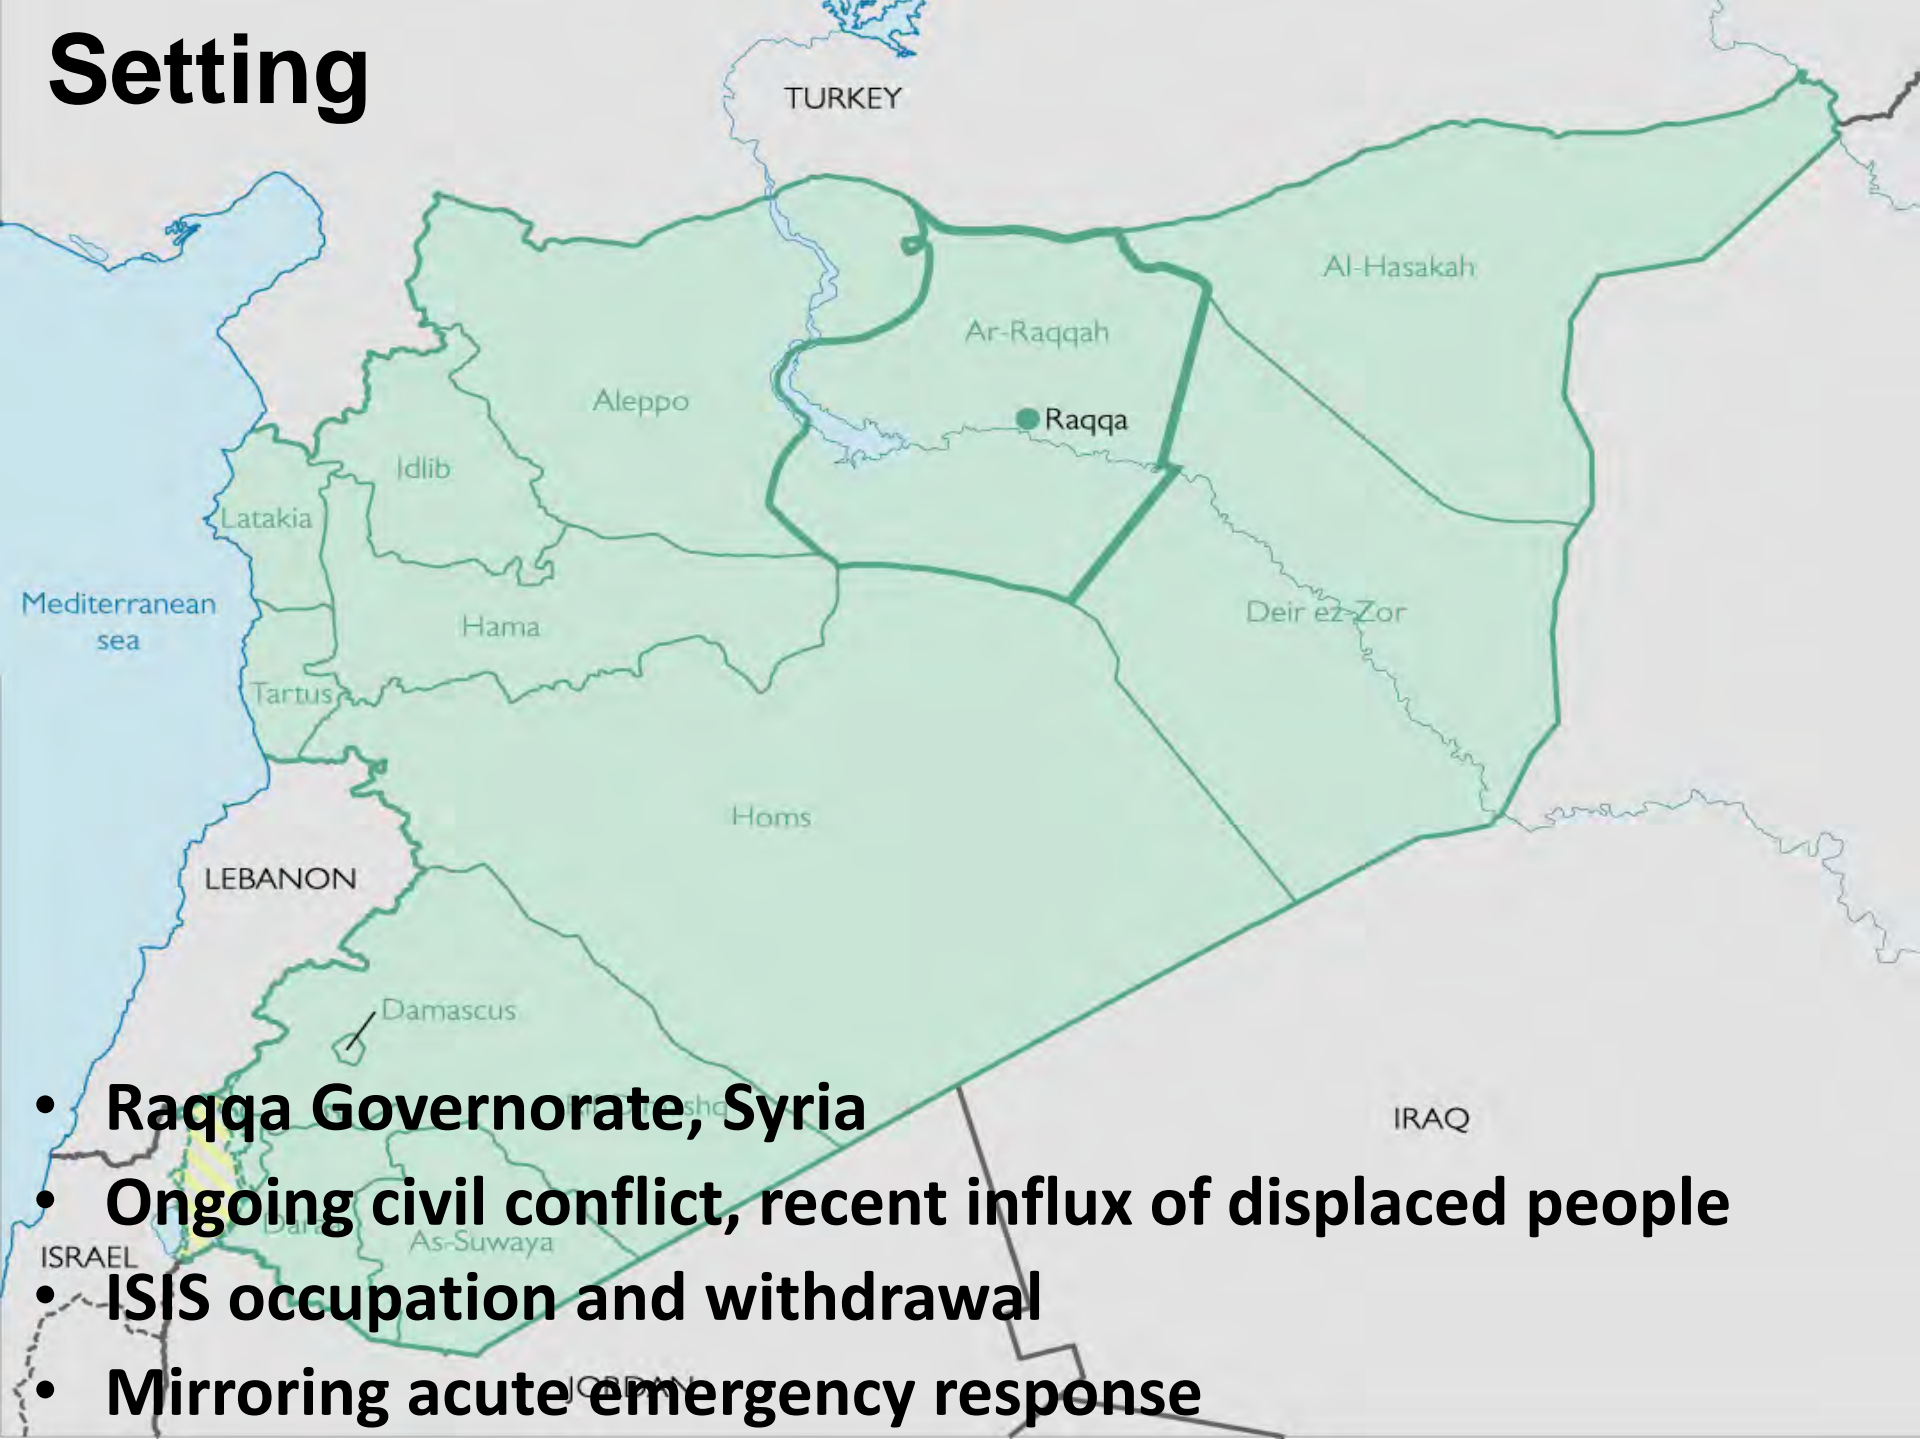 Setting
TURKEY
Al-Hasakah
Ar-Raqqah
Aleppo
Raqqa
Idlib
Latakia
Mediterranean
sea
Deir ez-Zor
Hama
Tartus
Homs
LEBANON
Damascus
• Raqqa Governorate, Syria
IRAQ
• Ongoing civil conflict, recent influx of displaced people
As-Suwaya
ISRAEL
• ISIS occupation and withdrawal
JORDAN
• Mirroring acute emergency response